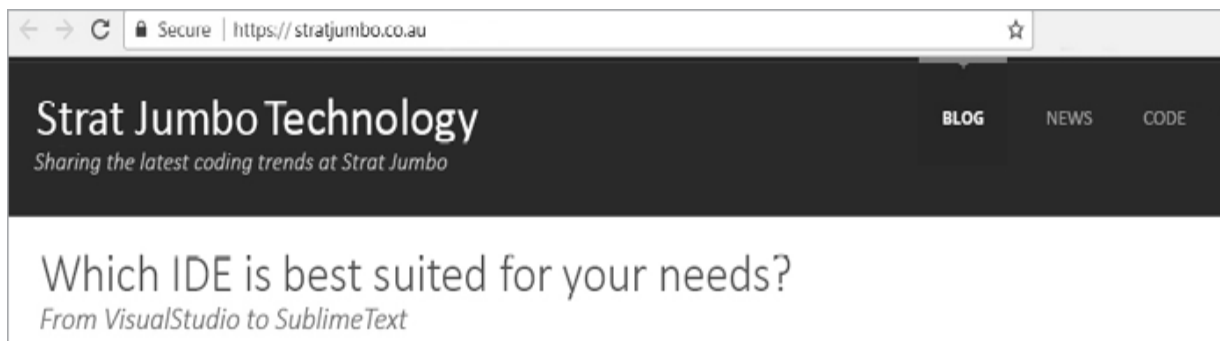 Secure | https://stratjumbo.co.au
Strat Jumbo Technology
BLOG NEWS CODE
Sharing the latest coding trends at Strat Jumbo
Which IDE is best suited for your needs?
From VisualStudio to SublimeText